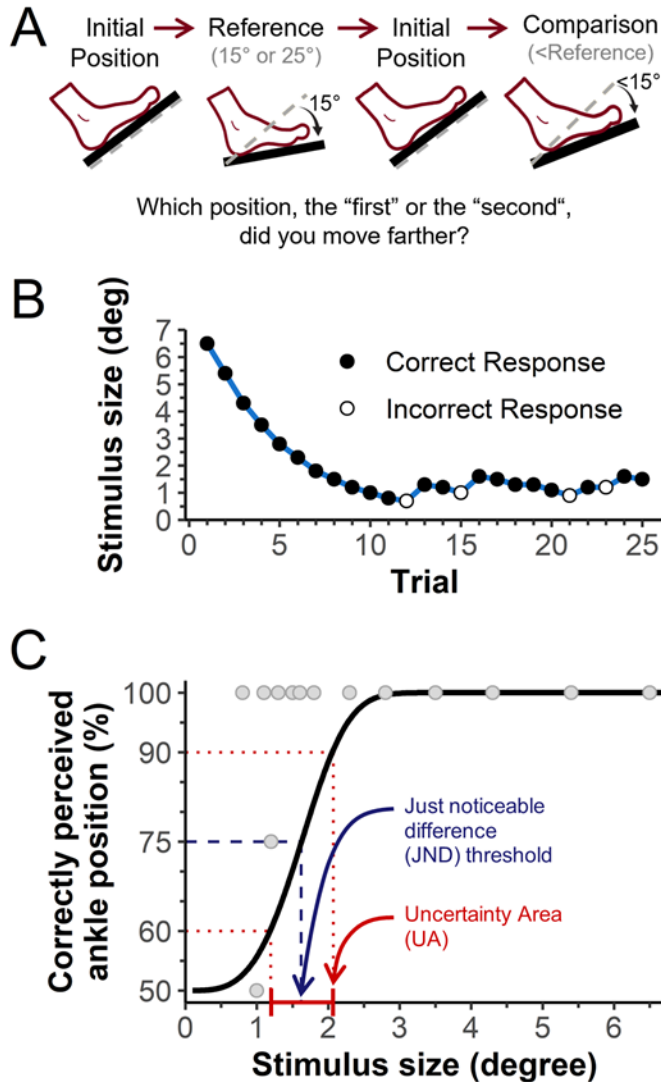 A
Initial Position
Reference (15° or 25°)
Initial Position
Comparison (<Reference)
15°
<15°
Which position, the “first” or the “second“,
did you move farther?
B
Stimulus size (deg)
7
6
5
4
3
2
1
0
Correct Response
Incorrect Response
0 5 10 15 20 25
Trial
C
Correctly perceived
ankle position (%)
100
90
75
60
50
Just noticeable
difference
(JND) threshold
Uncertainty Area
(UA)
0 1 2 3 4 5 6
Stimulus size (degree)